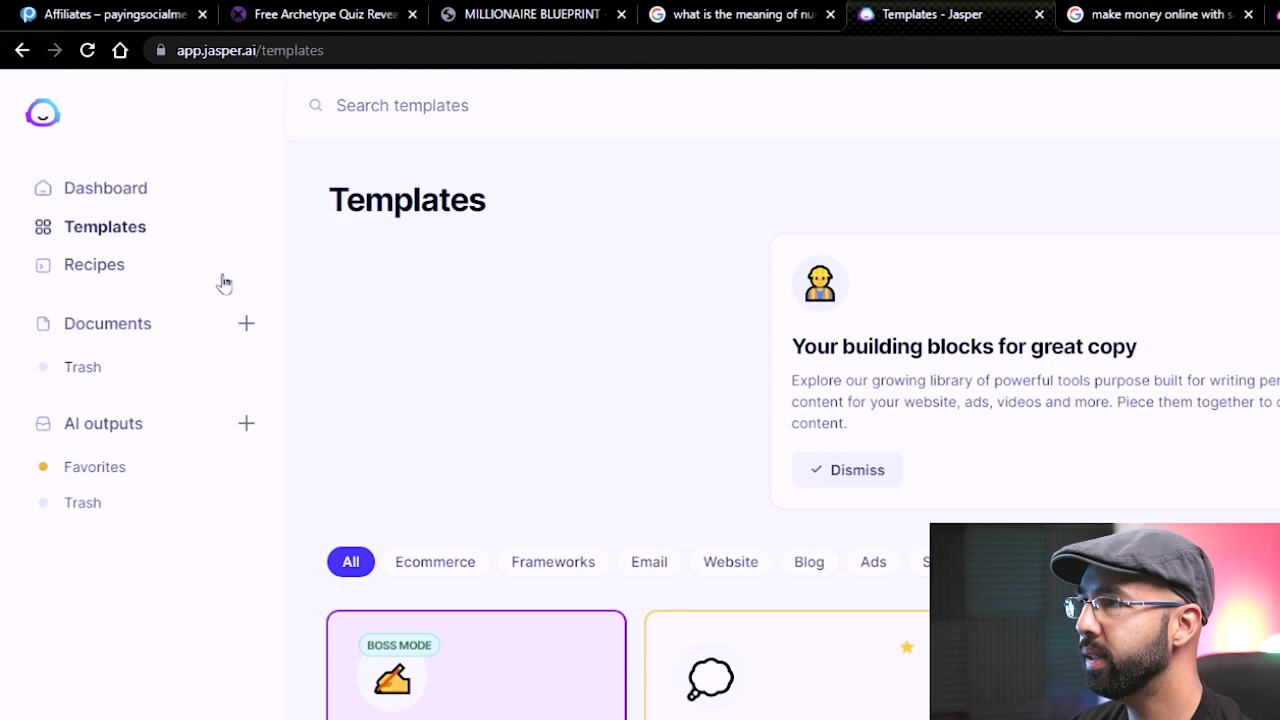 Affiliates – payingsocialme
Free Archetype Quiz Revea
MILLIONAIRE BLUEPRINT -
what is the meaning of nu
Templates - Jasper
make money online with s
app.jasper.ai/templates
Search templates
Dashboard
Templates
Recipes
Documents
Trash
AI outputs
Favorites
Trash
Templates
Your building blocks for great copy
Explore our growing library of powerful tools purpose built for writing per
content for your website, ads, videos and more. Piece them together to c
content.
Dismiss
All
Ecommerce
Frameworks
Email
Website
Blog
Ads
S
BOSS MODE